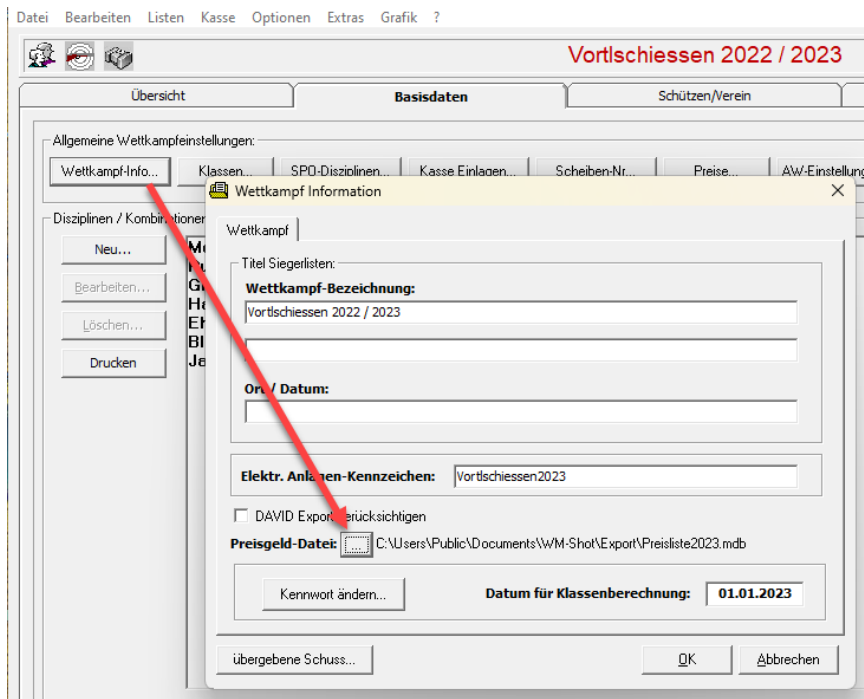 Datei Bearbeiten Listen Kasse Optionen Extras Grafik ?
Vortlschiessen 2022 / 2023
Übersicht Basisdaten Schützen/Verein
Allgemeine Wettkampfeinstellungen:
Wettkampf-Info... Klassen... SPO-Disziplinen... Kasse Einlagen... Scheiben-Nr... Preise...
Wettkampf Information
Disziplinen / Kombinationen
Wettkampf
Neu...
Bearbeiten...
Löschen...
Drucken
Titel Siegerlisten:
Wettkampf-Bezeichnung:
Vortlschiessen 2022 / 2023
Ort / Datum:
Elektr. Anlagen-Kennzeichen: Vortlschiessen2023
DAVID Export berücksichtigen
Preisgeld-Datei: ... C:\Users\Public\Documents\WM-Shot\Export\Preisliste2023.mdb
Kennwort ändern... Datum für Klassenberechnung: 01.01.2023
übergebene Schuss... OK Abbrechen